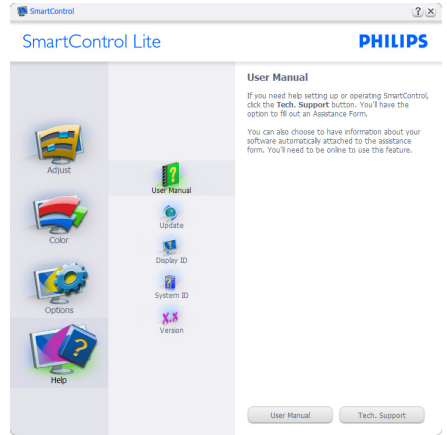 SmartControl
SmartControl Lite
PHILIPS
Adjust
Color
Options
Help
User Manual
Update
Display ID
System ID
X.X
Version
User Manual
If you need help setting up or operating SmartControl,
click the Tech. Support button. You'll have the
option to fill out an Assistance Form.
You can also choose to have information about your
software automatically attached to the assistance
form. You'll need to be online to use this feature.
User Manual
Tech. Support